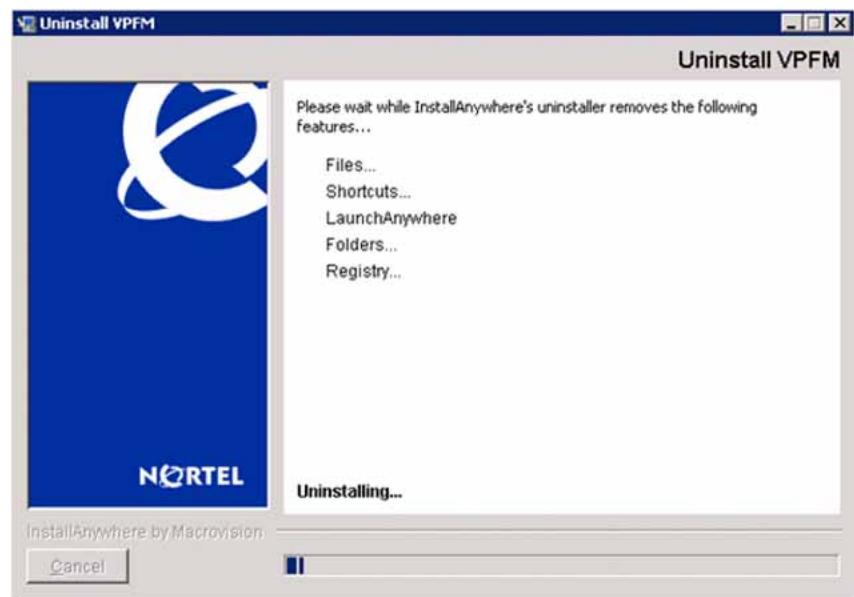 Uninstall VPFM
Uninstall VPFM
Please wait while InstallAnywhere's uninstaller removes the following
features...
Files...
Shortcuts...
LaunchAnywhere
Folders...
Registry...
NORTEL
Uninstalling...
InstallAnywhere by Macrovision
Cancel